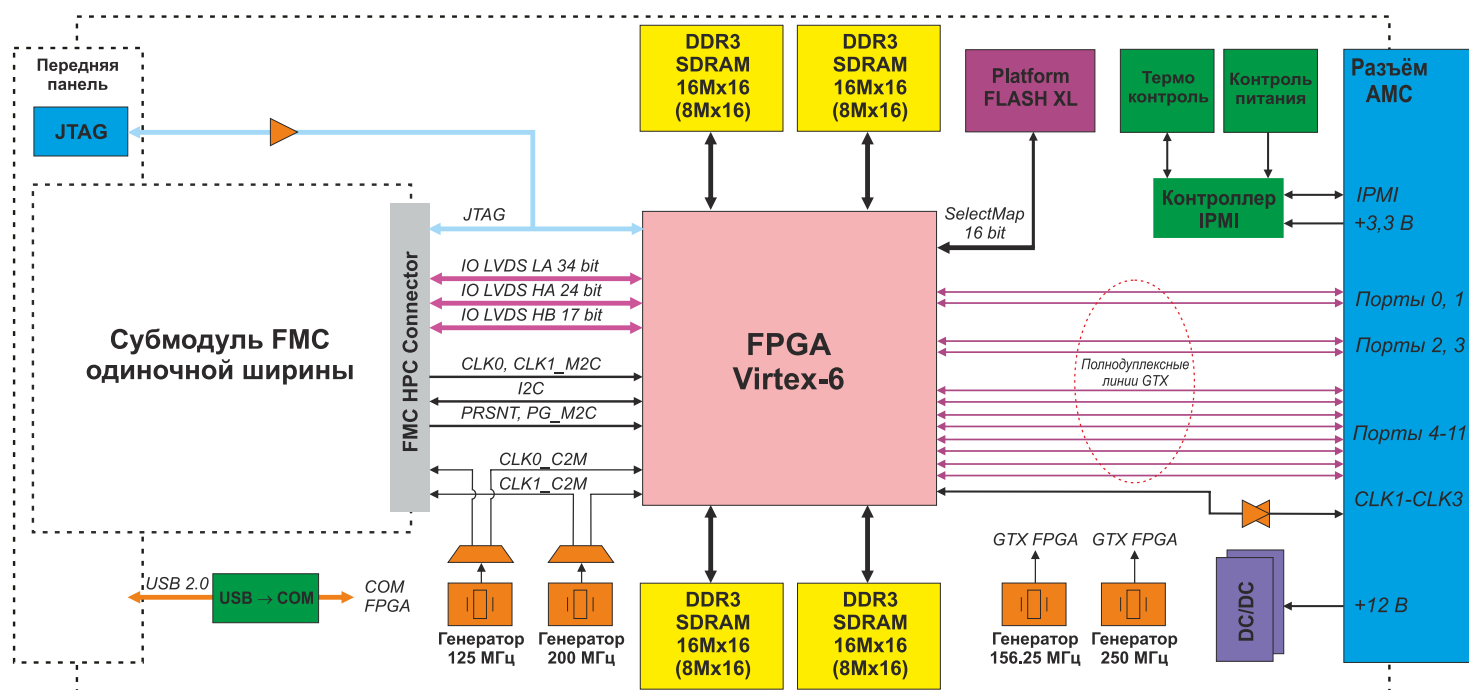 Передняя
панель
JTAG
DDR3
SDRAM
16Mx16
(8Mx16)
DDR3
SDRAM
16Mx16
(8Mx16)
Platform
FLASH XL
Термо
контроль
Контроль
питания
Разъём
AMC
Контроллер
IPMI
IPMI
+3,3 В
SelectMap
16 bit
JTAG
IO LVDS LA 34 bit
IO LVDS HA 24 bit
IO LVDS HB 17 bit
CLK0, CLK1_M2C
I2C
PRSNT, PG_M2C
CLK0_C2M
CLK1_C2M
Субмодуль FMC
одиночной ширины
FMC HPC Connector
FPGA
Virtex-6
Полнодуплексные
линии GTX
Порты 0, 1
Порты 2, 3
Порты 4-11
CLK1-CLK3
USB 2.0
USB → COM
COM
FPGA
Генератор
125 МГц
Генератор
200 МГц
DDR3
SDRAM
16Mx16
(8Mx16)
DDR3
SDRAM
16Mx16
(8Mx16)
GTX FPGA
GTX FPGA
Генератор
156.25 МГц
Генератор
250 МГц
DC/DC
+12 В